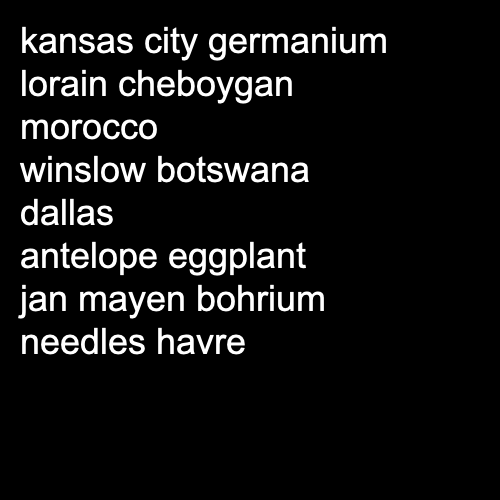 kansas city germanium
lorain cheboygan
morocco
winslow botswana
dallas
antelope eggplant
jan mayen bohrium
needles havre